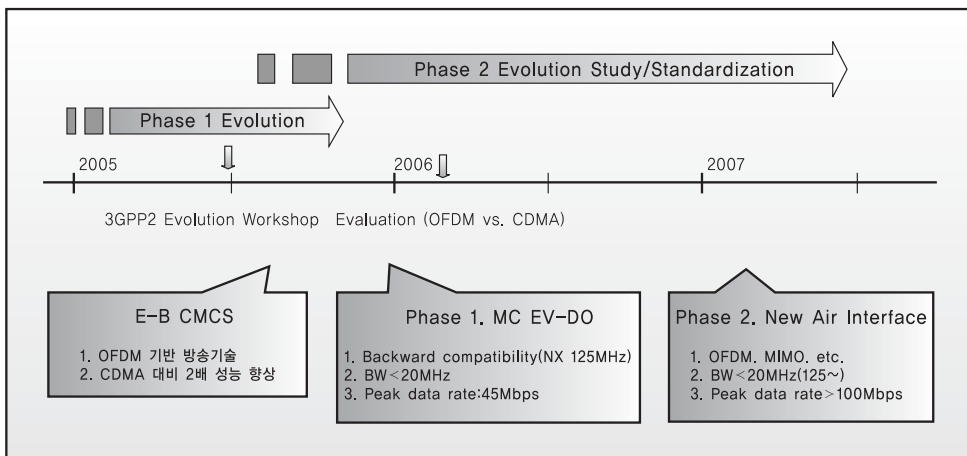 Phase 2 Evolution Study/Standardization
Phase 1 Evolution
2005
2006
2007
3GPP2 Evolution Workshop Evaluation (OFDM vs. CDMA)
E-B CMCS
1. OFDM 기반 방송기술
2. CDMA 대비 2배 성능 향상
Phase 1. MC EV-DO
1. Backward compatibility(NX 125MHz)
2. BW<20MHz
3. Peak data rate:45Mbps
Phase 2. New Air Interface
1. OFDM. MIMO. etc.
2. BW<20MHz(125~)
3. Peak data rate>100Mbps